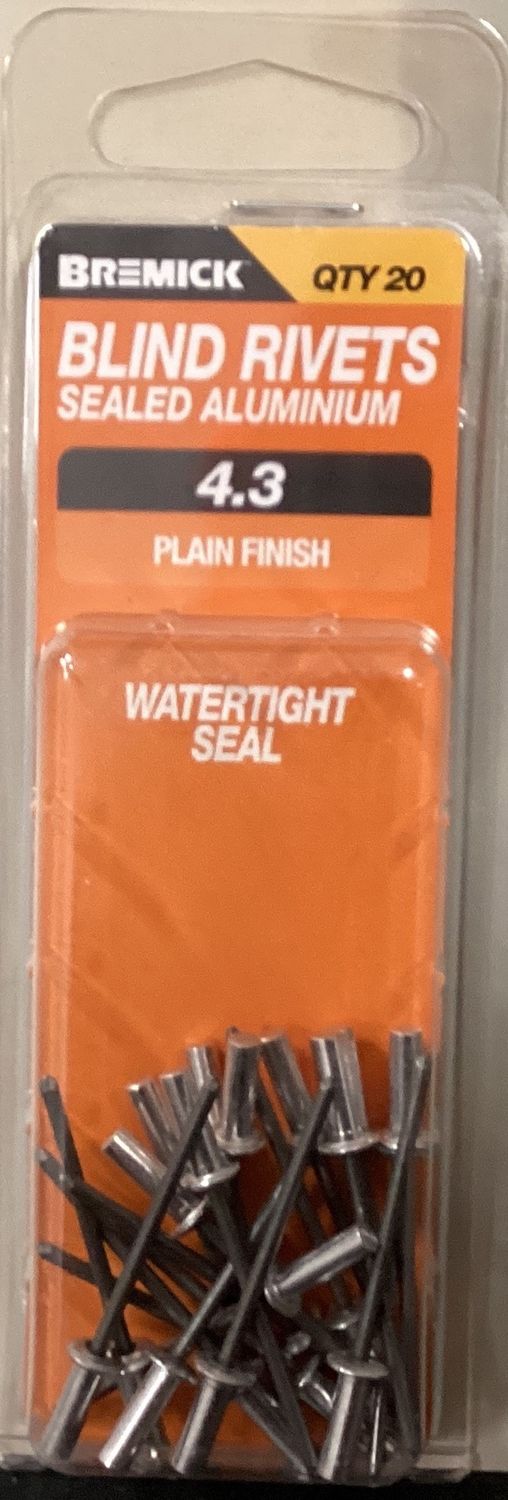 BREMICK
QTY 20
BLIND RIVETS
SEALED ALUMINIUM
4.3
PLAIN FINISH
WATERTIGHT
SEAL